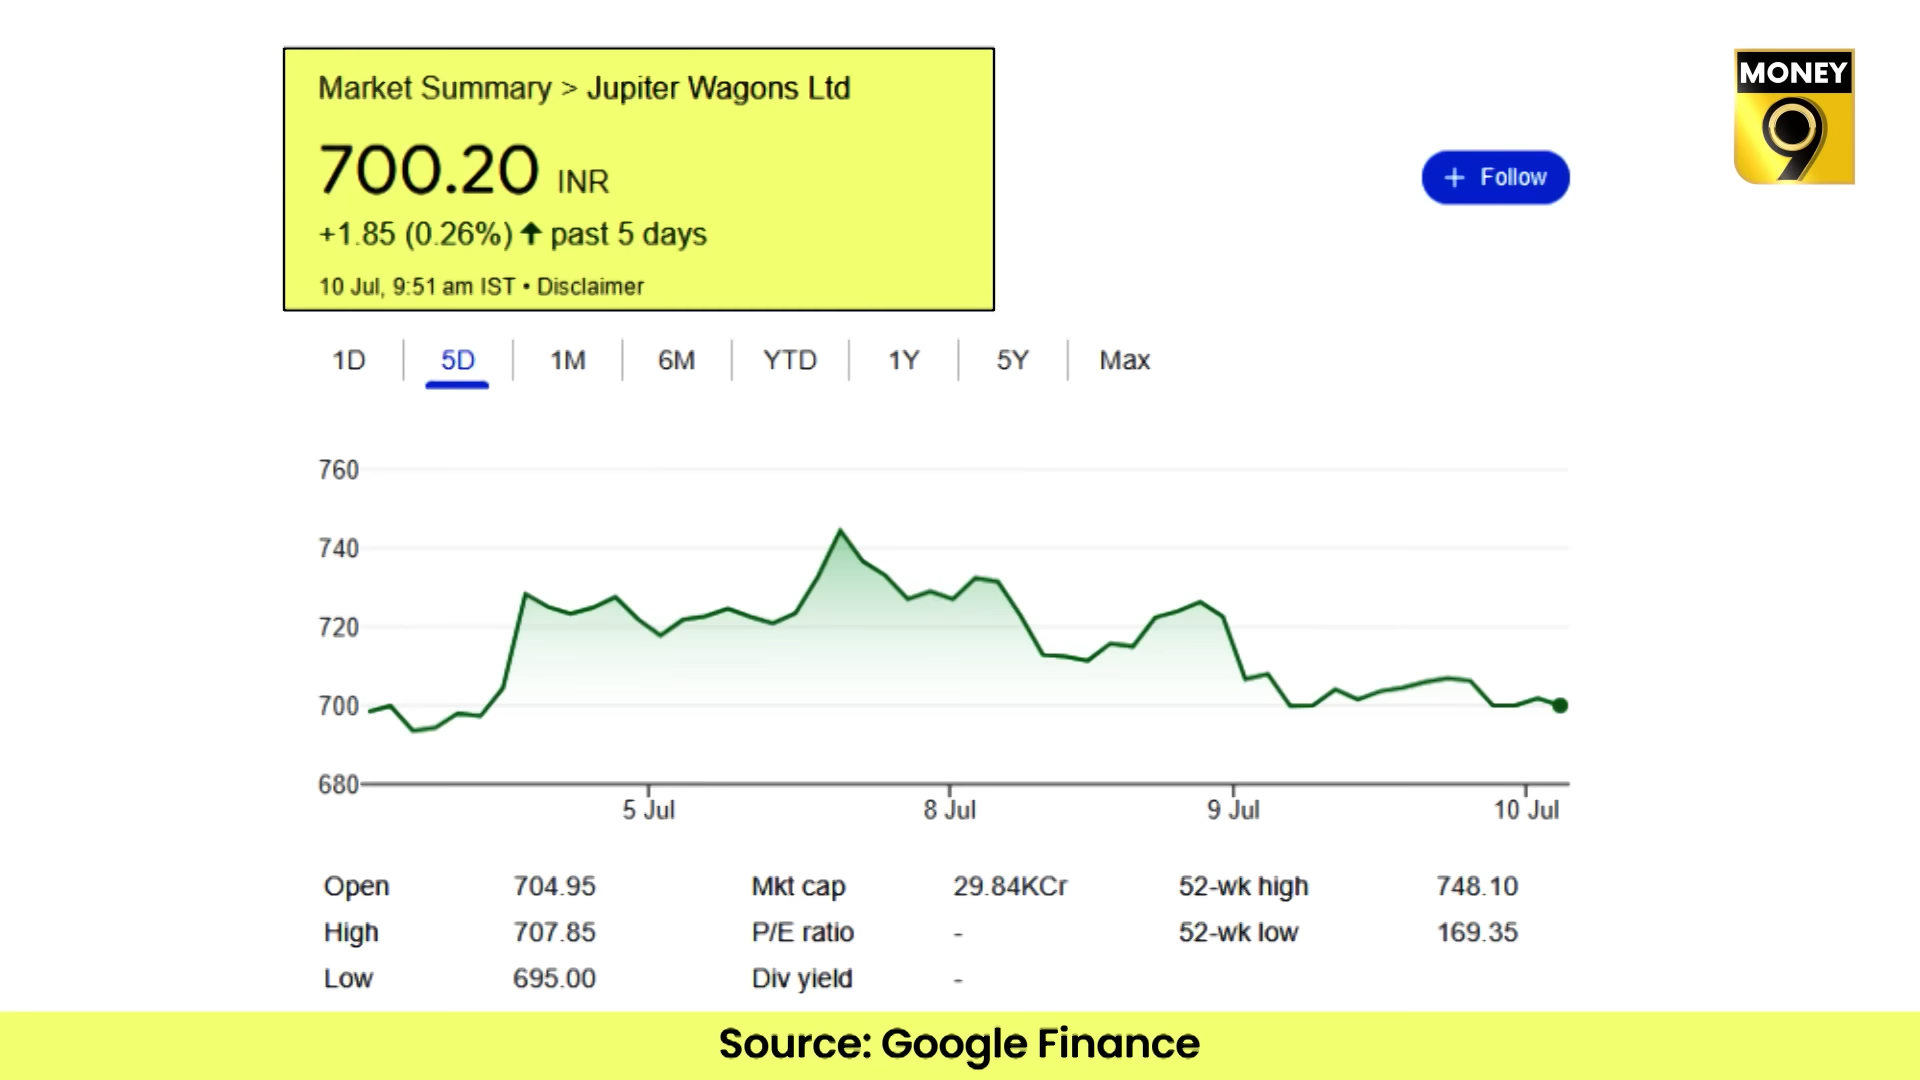 Market Summary > Jupiter Wagons Ltd
700.20 INR
+1.85 (0.26%) ↑ past 5 days
10 Jul, 9:51 am IST • Disclaimer
MONEY
9
+ Follow
1D 5D 1M 6M YTD 1Y 5Y Max
760
740
720
700
680
5 Jul 8 Jul 9 Jul 10 Jul
Open 704.95 Mkt cap 29.84KCr 52-wk high 748.10
High 707.85 P/E ratio - 52-wk low 169.35
Low 695.00 Div yield -
Source: Google Finance